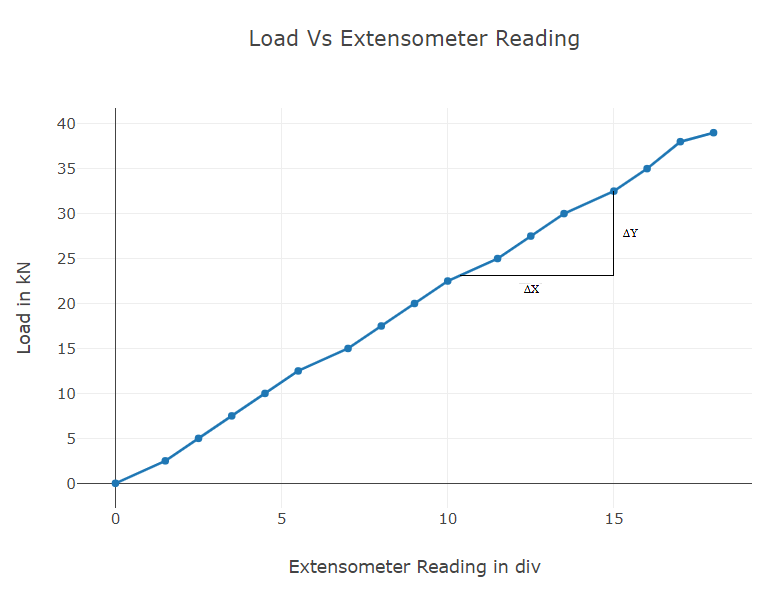 Load Vs Extensometer Reading
40
35
30
25
20
15
10
5
0
Load in kN
ΔY
ΔX
0 5 10 15
Extensometer Reading in div